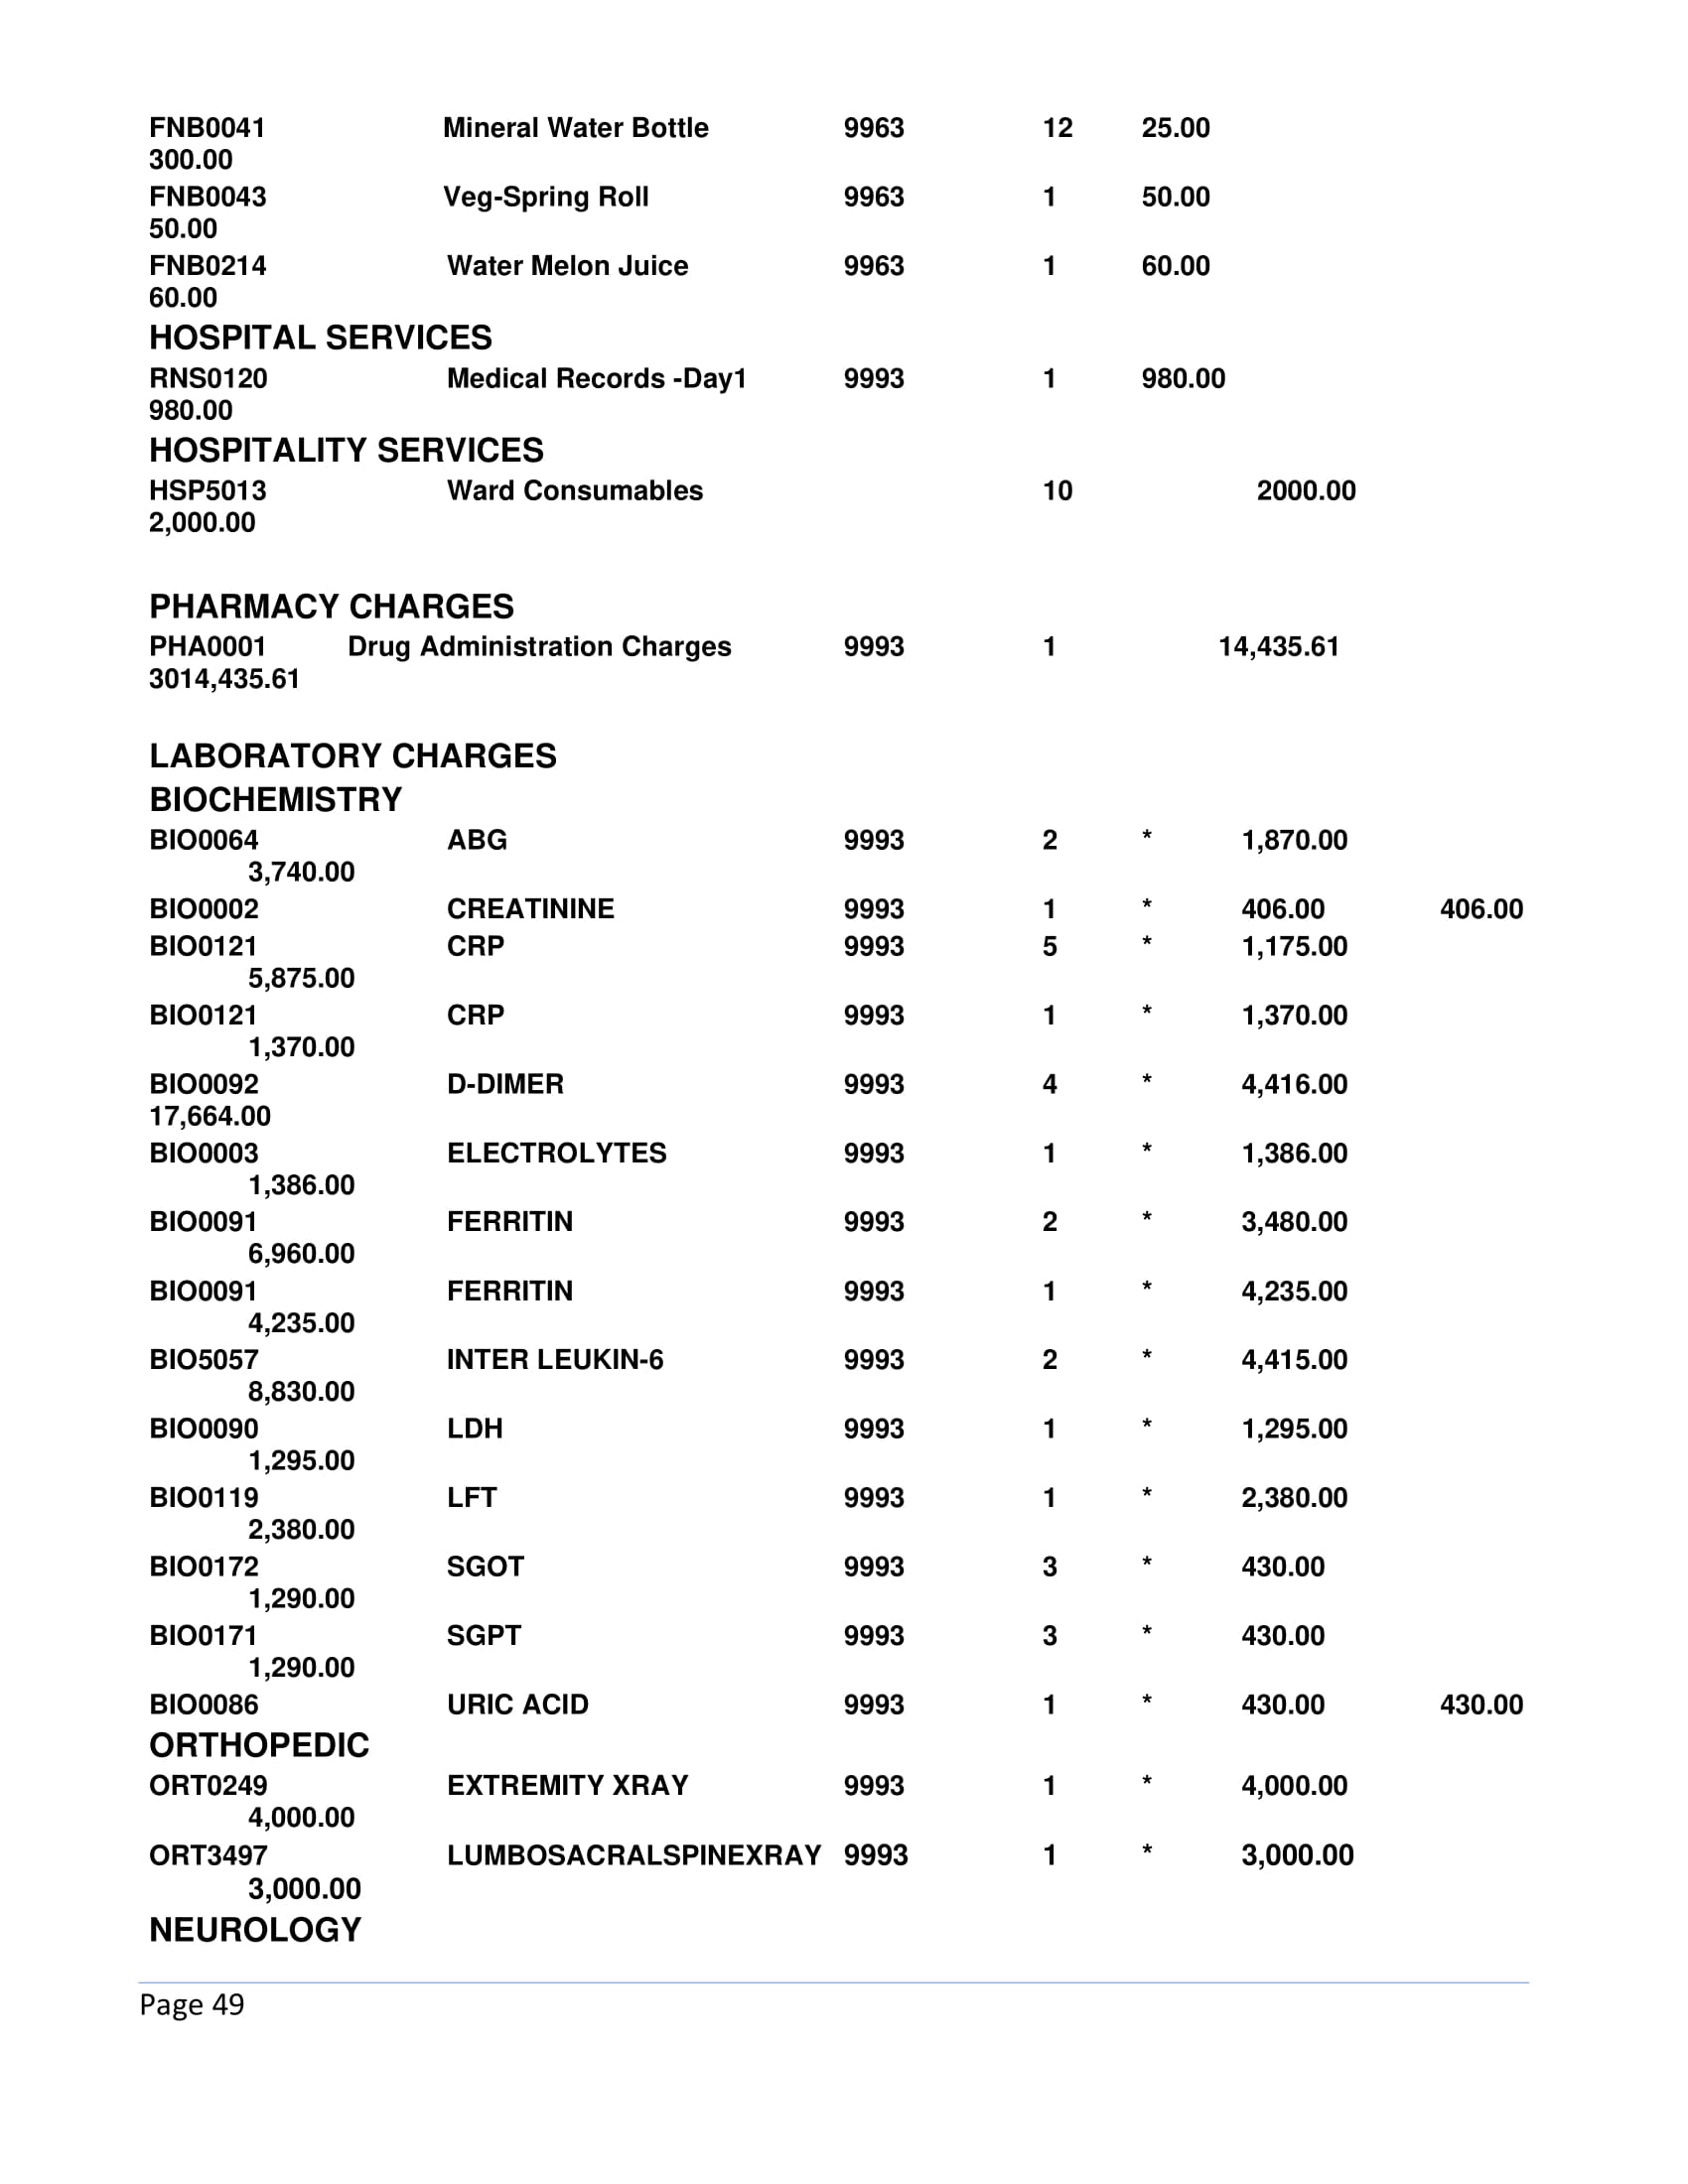 FNB0041 Mineral Water Bottle 9963 12 25.00
300.00
FNB0043 Veg-Spring Roll 9963 1 50.00
50.00
FNB0214 Water Melon Juice 9963 1 60.00
60.00
HOSPITAL SERVICES
RNS0120 Medical Records -Day1 9993 1 980.00
980.00
HOSPITALITY SERVICES
HSP5013 Ward Consumables 10 2000.00
2,000.00
PHARMACY CHARGES
PHA0001 Drug Administration Charges 9993 1 14,435.61
3014,435.61
LABORATORY CHARGES
BIOCHEMISTRY
BIO0064 ABG 9993 2 * 1,870.00
3,740.00
BIO0002 CREATININE 9993 1 * 406.00 406.00
BIO0121 CRP 9993 5 * 1,175.00
5,875.00
BIO0121 CRP 9993 1 * 1,370.00
1,370.00
BIO0092 D-DIMER 9993 4 * 4,416.00
17,664.00
BIO0003 ELECTROLYTES 9993 1 * 1,386.00
1,386.00
BIO0091 FERRITIN 9993 2 * 3,480.00
6,960.00
BIO0091 FERRITIN 9993 1 * 4,235.00
4,235.00
BIO5057 INTER LEUKIN-6 9993 2 * 4,415.00
8,830.00
BIO0090 LDH 9993 1 * 1,295.00
1,295.00
BIO0119 LFT 9993 1 * 2,380.00
2,380.00
BIO0172 SGOT 9993 3 * 430.00
1,290.00
BIO0171 SGPT 9993 3 * 430.00
1,290.00
BIO0086 URIC ACID 9993 1 * 430.00 430.00
ORTHOPEDIC
ORT0249 EXTREMITY XRAY 9993 1 * 4,000.00
4,000.00
ORT3497 LUMBOSACRALSPINEXRAY 9993 1 * 3,000.00
3,000.00
NEUROLOGY
Page 49